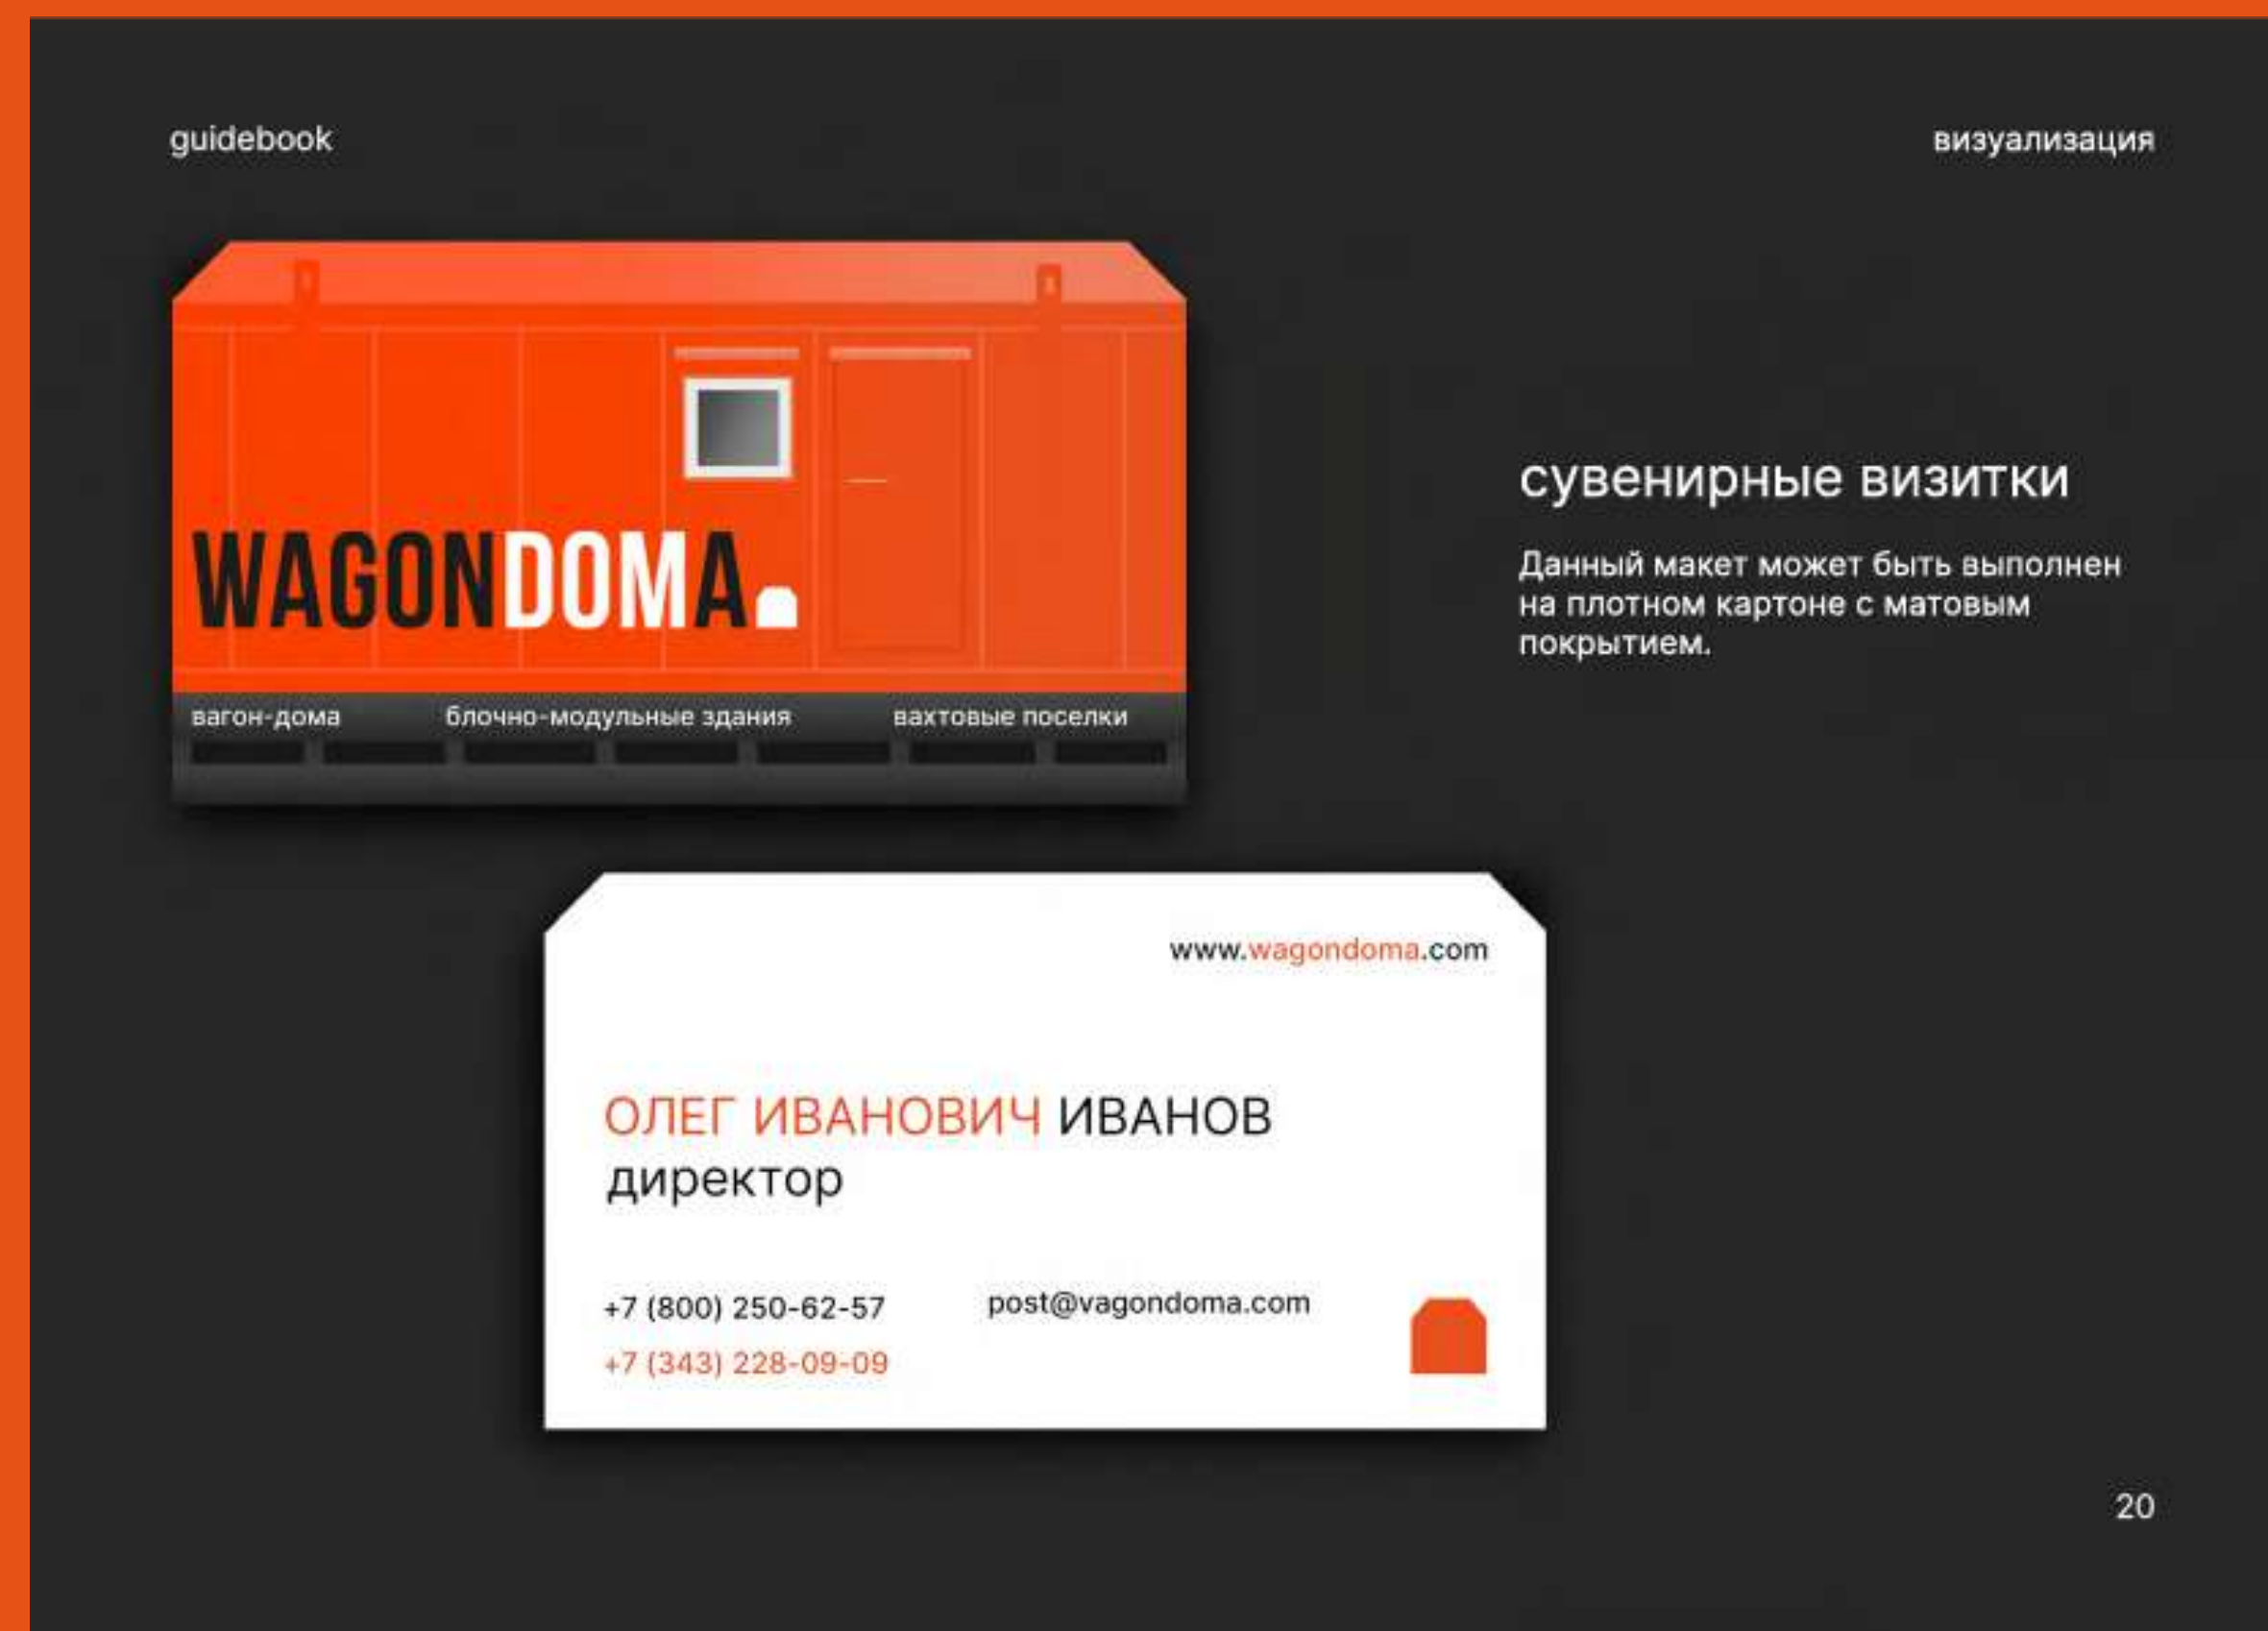 guidebook
визуализация
WAGONDOMA
вагон-дома
блочно-модульные здания
вахтовые поселки
сувенирные визитки
Данный макет может быть выполнен
на плотном картоне с матовым
покрытием.
www.wagondoma.com
ОЛЕГ ИВАНОВИЧ ИВАНОВ
директор
+7 (800) 250-62-57
post@vagondoma.com
+7 (343) 228-09-09
20